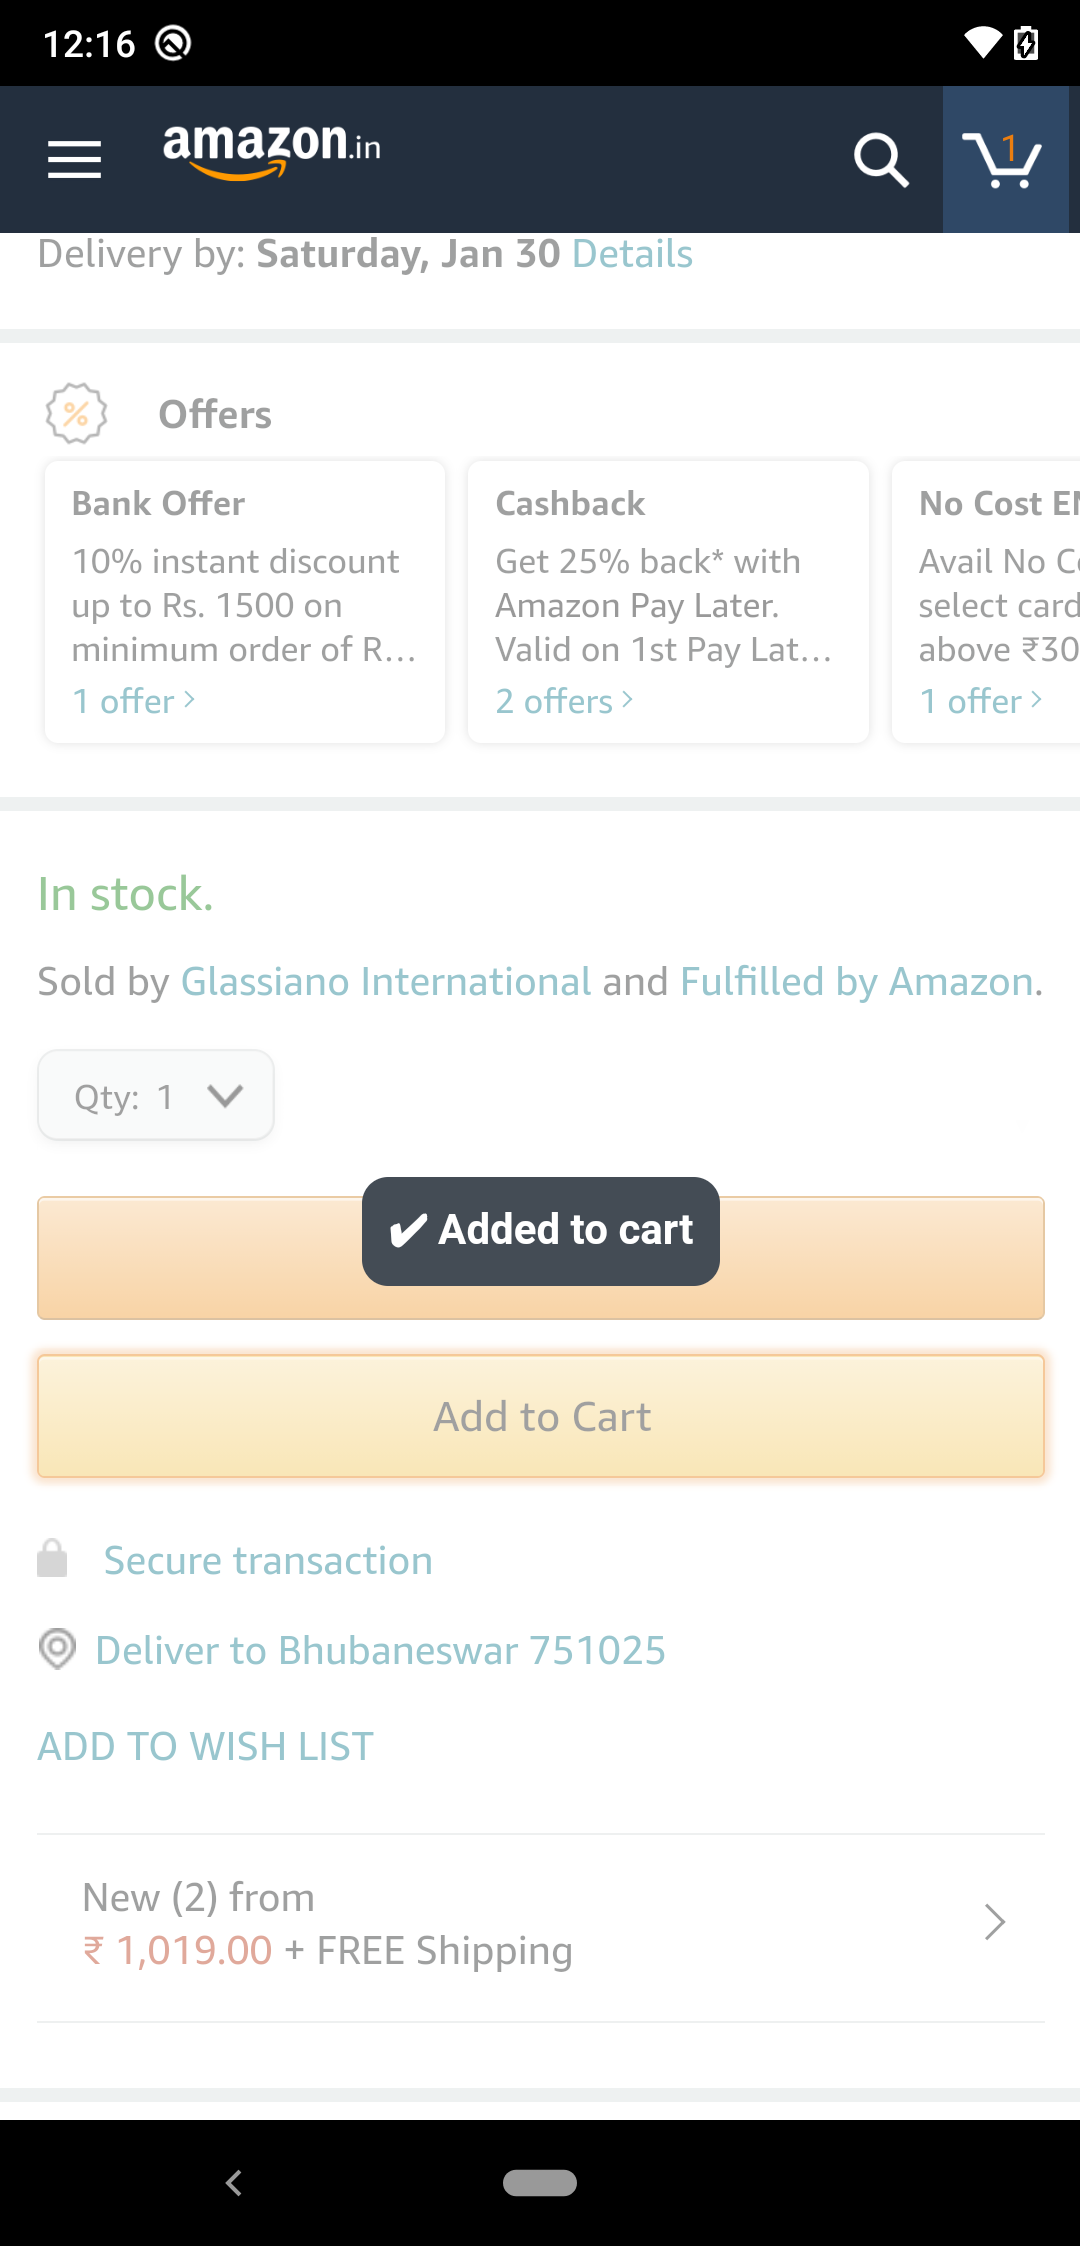 12:16
amazon.in
1
Delivery by: Saturday, Jan 30 Details
Offers
Bank Offer
10% instant discount
up to Rs. 1500 on
minimum order of R...
1 offer
Cashback
Get 25% back* with
Amazon Pay Later.
Valid on 1st Pay Lat...
2 offers
No Cost
Avail No
select card
above ₹30
1 offer
In stock.
Sold by Glassiano International and Fulfilled by Amazon.
Qty: 1
✔ Added to cart
Add to Cart
Secure transaction
Deliver to Bhubaneswar 751025
ADD TO WISH LIST
New (2) from
₹ 1,019.00 + FREE Shipping